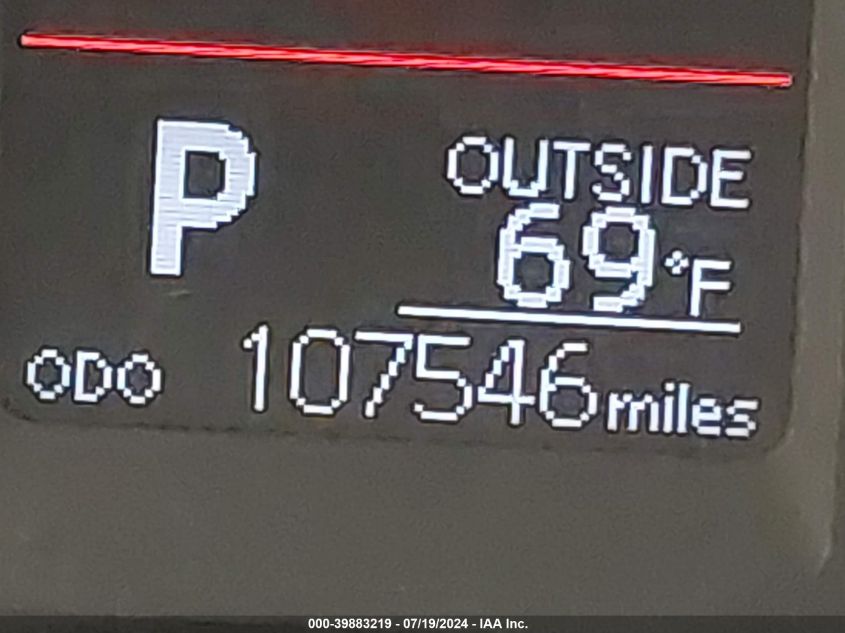 P
OUTSIDE
69°F
ODO 107546 miles
000-39883219 - 07/19/2024 - IAA Inc.